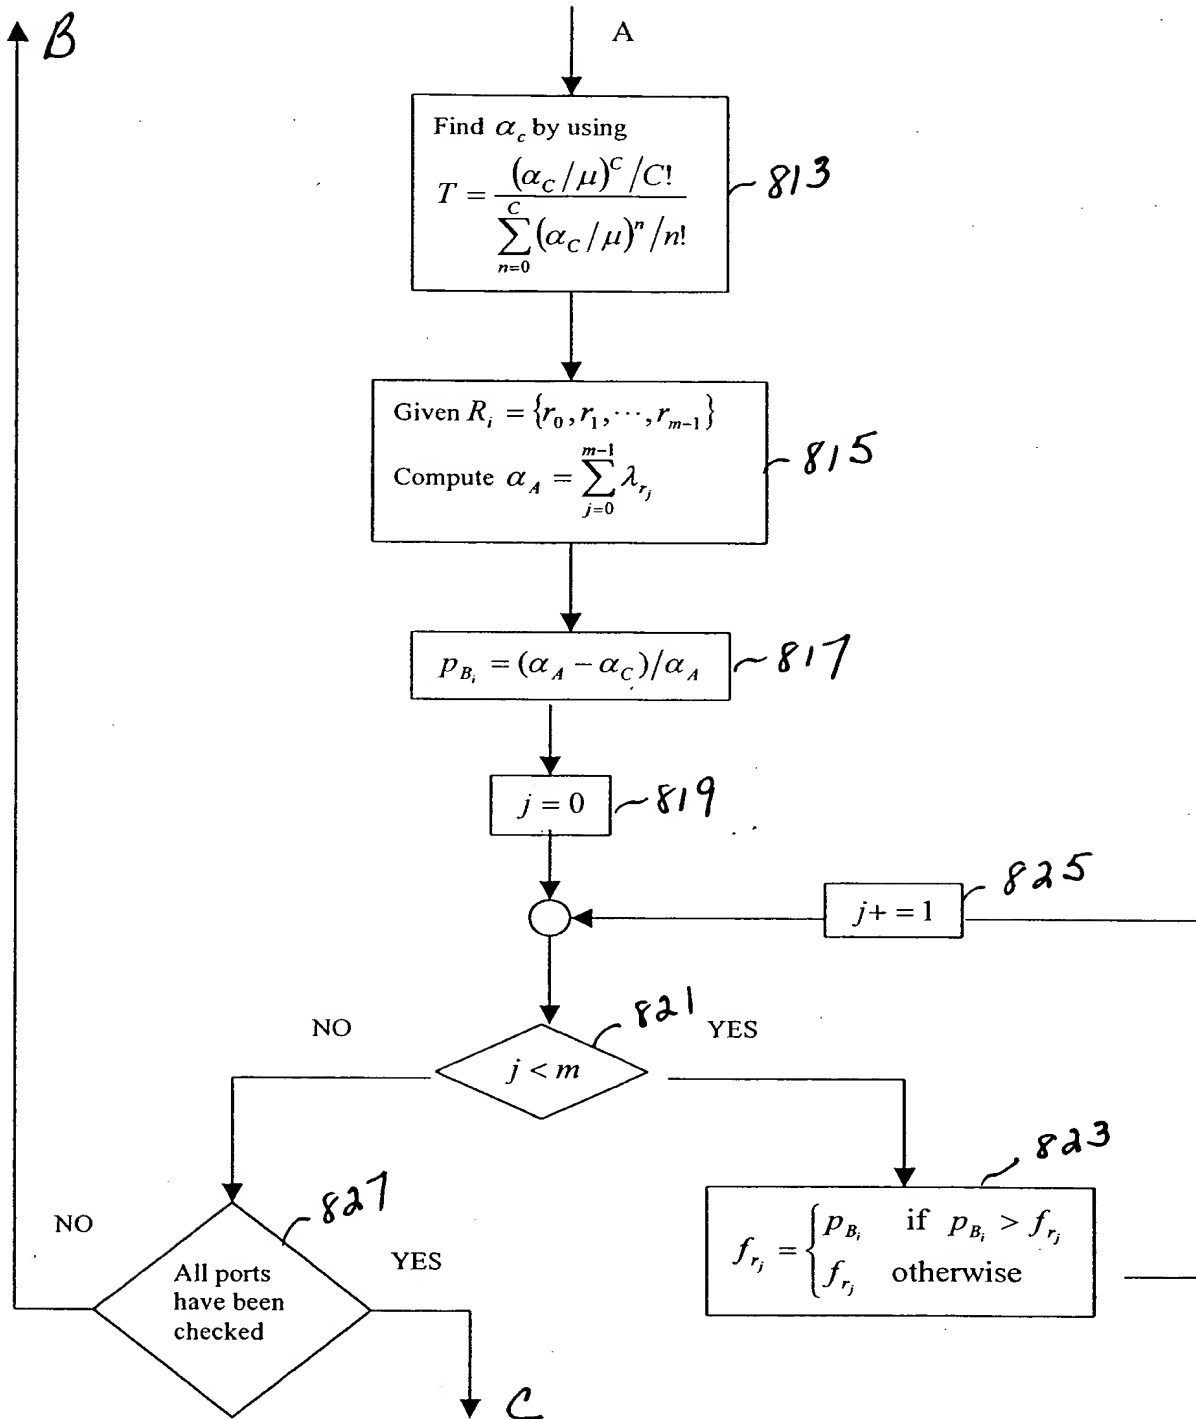 B
A
Find α_c by using
T = (α_C/μ)^C / C! / ∑_{n=0}^{C} (α_C/μ)^n / n!
813
Given R_i = {r_0, r_1, ⋯, r_{m−1}}
Compute α_A = ∑_{j=0}^{m−1} λ_{r_j}
815
p_{B_i} = (α_A − α_C)/α_A
817
j = 0
819
j+ = 1
825
821
NO
YES
j < m
823
f_{r_j} = { p_{B_i} if p_{B_i} > f_{r_j}
f_{r_j} otherwise
827
NO
YES
All ports
have been
checked
C